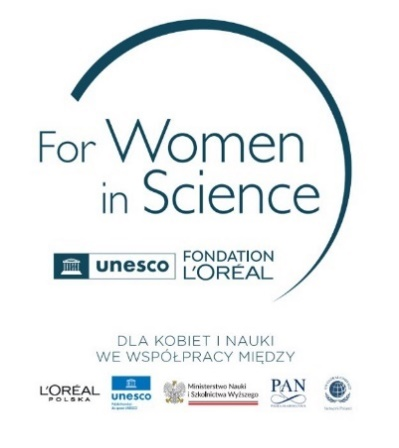 For Women
in Science
unesco
FONDATION
L'ORÉAL
DLA KOBIET I NAUKI
WE WSPÓŁPRACY MIĘDZY
L'ORÉAL
POLSKA
unesco
Ministerstwo Nauki
i Szkolnictwa Wyższego
PAN